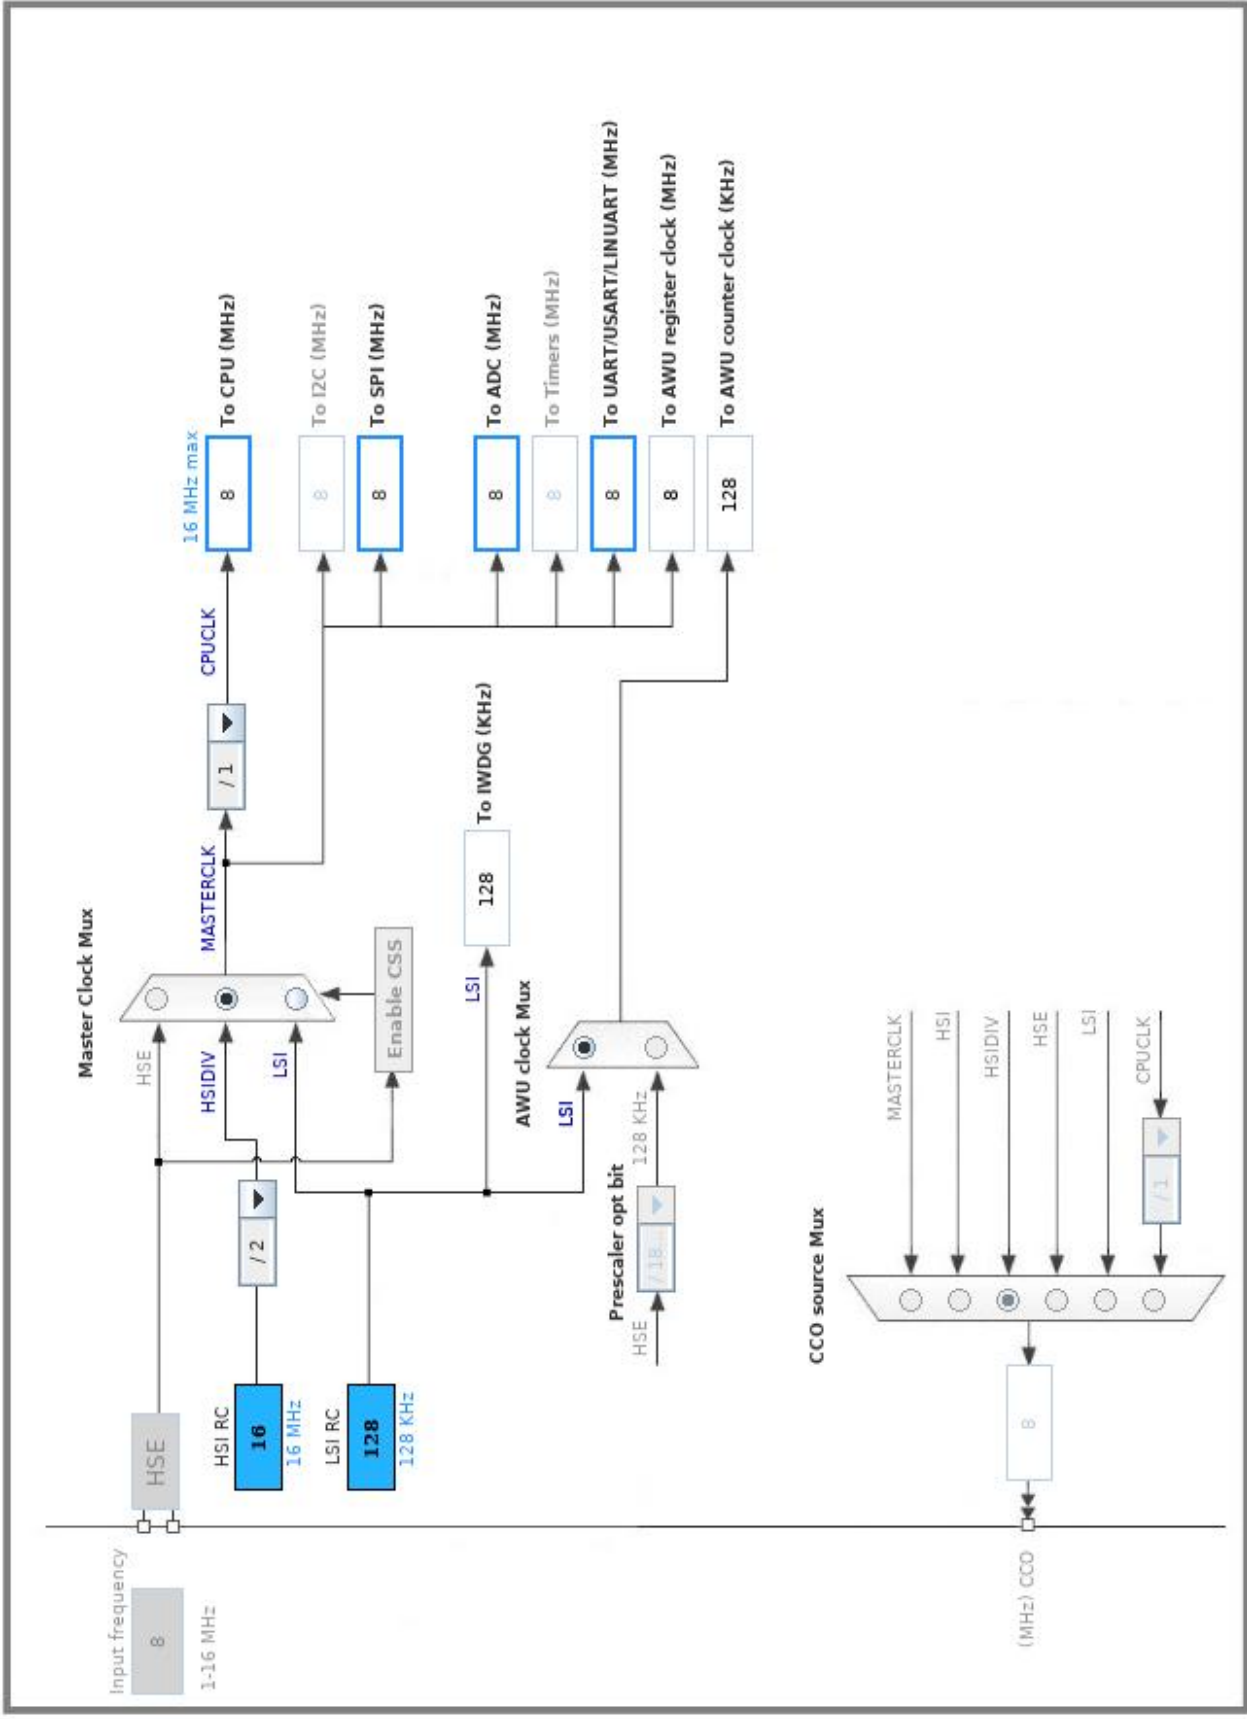 Input frequency
8
1-16 MHz
HSE
HSI RC
16
16 MHz
LSI RC
128
128 KHz
/ 2
HSE
HSIDIV
LSI
Master Clock Mux
Enable CSS
MASTERCLK
/ 1
CPUCLK
16 MHz max
8
To CPU (MHz)
8
To I2C (MHz)
8
To SPI (MHz)
8
To ADC (MHz)
8
To Timers (MHz)
8
To UART/USART/LINUART (MHz)
8
To AWU register clock (MHz)
128
To AWU counter clock (KHz)
LSI
128
To IWDG (KHz)
AWU clock Mux
LSI
Prescaler opt bit
HSE
/ 18...
128 KHz
CCO source Mux
MASTERCLK
HSI
HSIDIV
HSE
LSI
CPUCLK
/ 1
8
(MHz) CCO